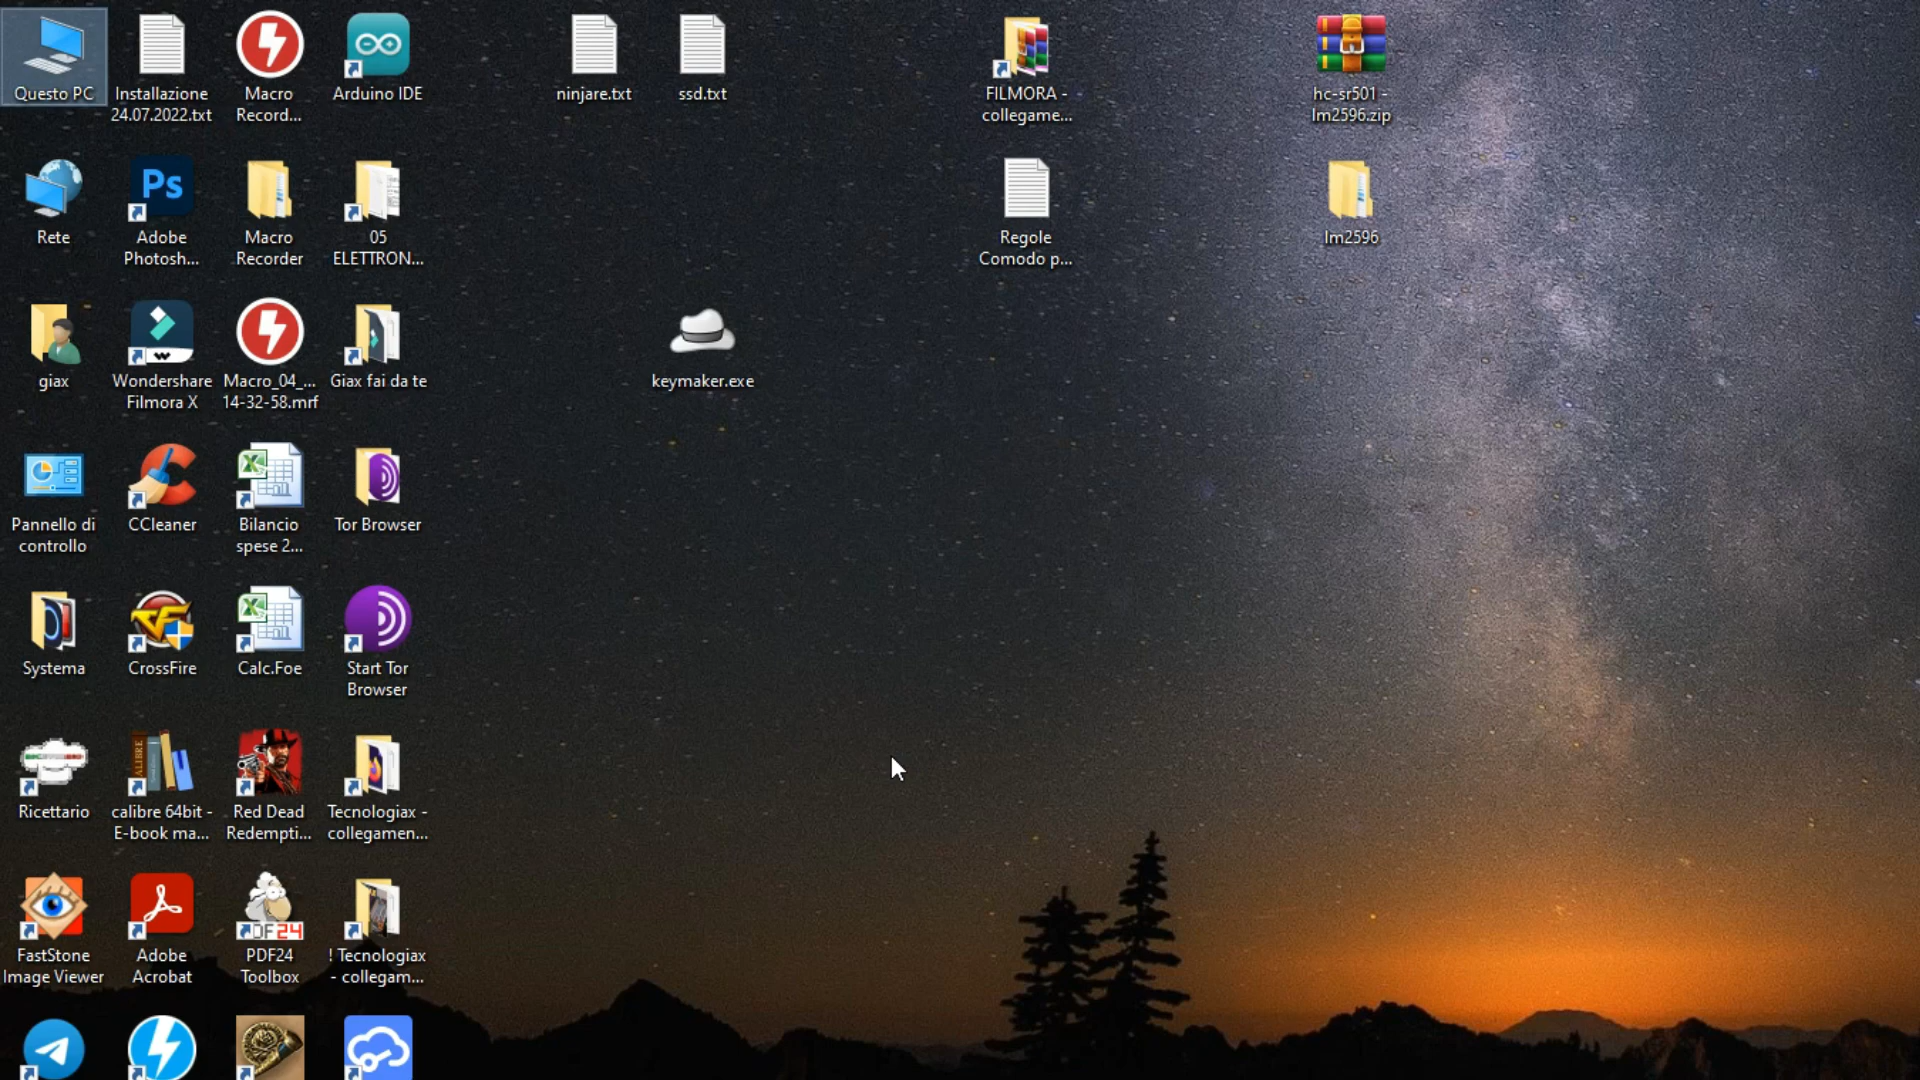 Questo PC
Installazione
24.07.2022.txt
Macro
Record...
Arduino IDE
ninjare.txt
ssd.txt
FILMORA -
collegame...
hc-sr501 -
lm2596.zip
Rete
Ps
Adobe
Photosh...
Macro
Recorder
05
ELETTRON...
Regole
Comodo p...
lm2596
giax
Wondershare
Filmora X
Macro_04_...
14-32-58.mrf
Giax fai da te
keymaker.exe
Pannello di
controllo
CCleaner
Bilancio
spese 2...
Tor Browser
Systema
CF
CrossFire
Calc.Foe
Start Tor
Browser
Ricettario
CALIBRE
calibre 64bit -
E-book ma...
Red Dead
Redempti...
Tecnologiax -
collegamen...
FastStone
Image Viewer
Adobe
Acrobat
DF24
PDF24
Toolbox
! Tecnologiax
- collegam...